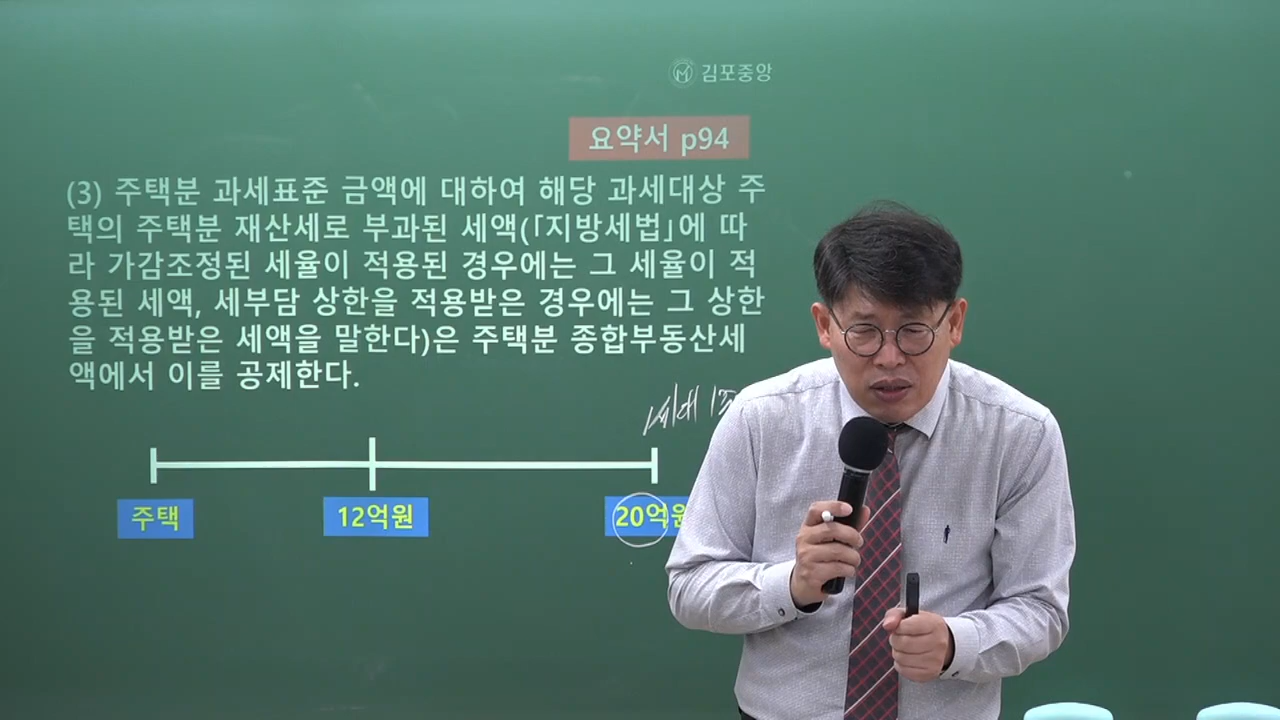 김포중앙
요약서 p94
(3) 주택분 과세표준 금액에 대하여 해당 과세대상 주
택의 주택분 재산세로 부과된 세액(「지방세법」에 따
라 가감조정된 세율이 적용된 경우에는 그 세율이 적
용된 세액, 세부담 상한을 적용받은 경우에는 그 상한
을 적용받은 세액을 말한다)은 주택분 종합부동산세
액에서 이를 공제한다.
1세대 1주
주택 12억원 20억원